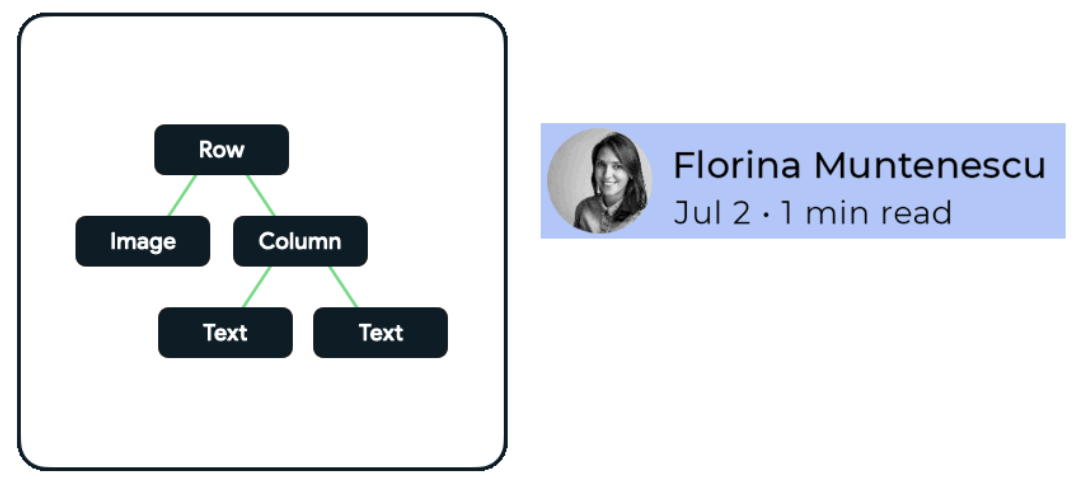 Row
Image
Column
Text
Text
Florina Muntenescu
Jul 2 • 1 min read